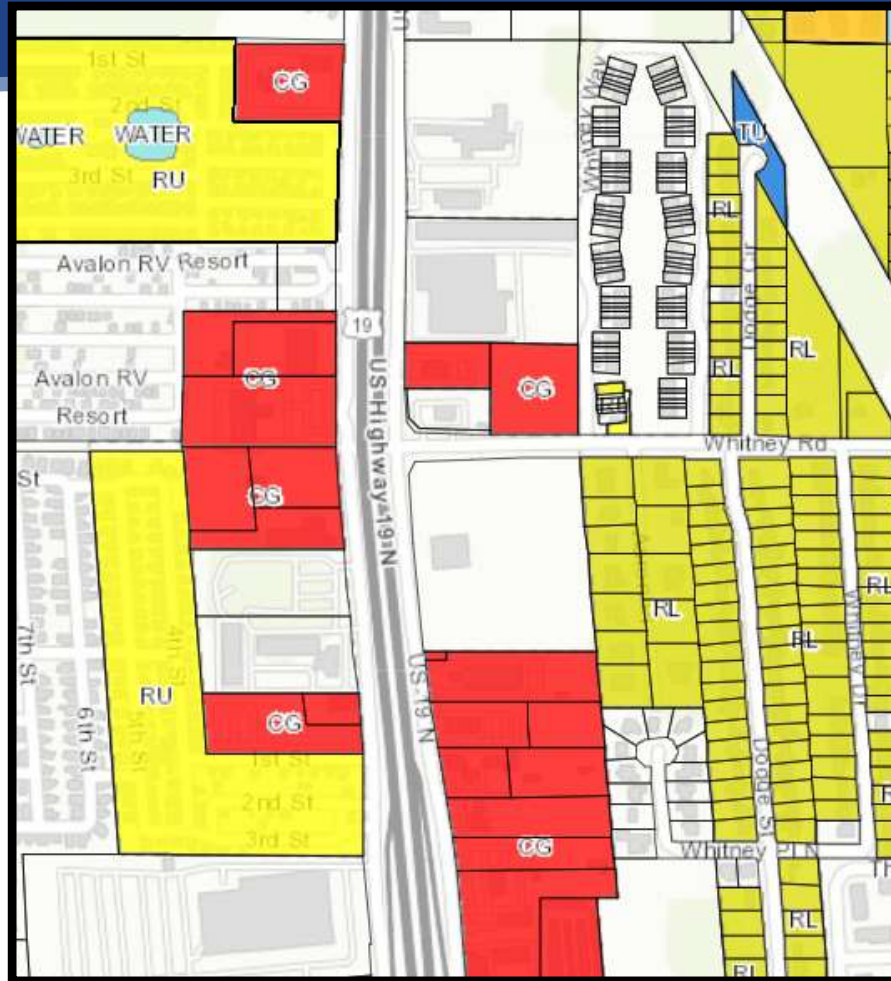 1st St
CG
2nd St
WATER
WATER
3rd St
RU
Avalon RV Resort
Whitney Way
TU
RL
Dodge Cir
19
US Highway 19 N
CG
Avalon RV
Resort
CG
RL
RL
Whitney Rd
St
CG
7th St
6th St
4th St
5th St
RU
CG
1st St
2nd St
3rd St
US-19 N
RL
RL
RL
Whitney Dr
Dodge St
CG
Whitney Pl N
RL
RL